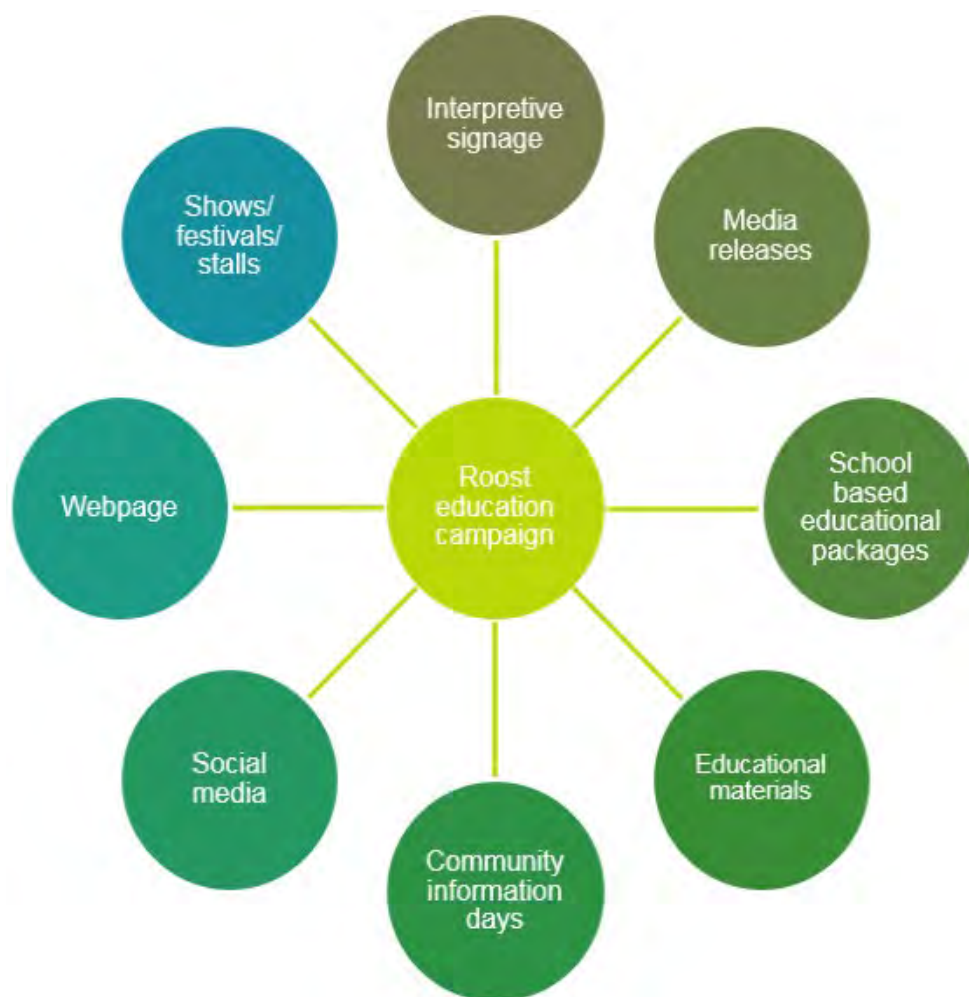 Interpretive
signage
Media
releases
School
based
educational
packages
Educational
materials
Community
information
days
Social
media
Webpage
Shows/
festivals/
stalls
Roost
education
campaign